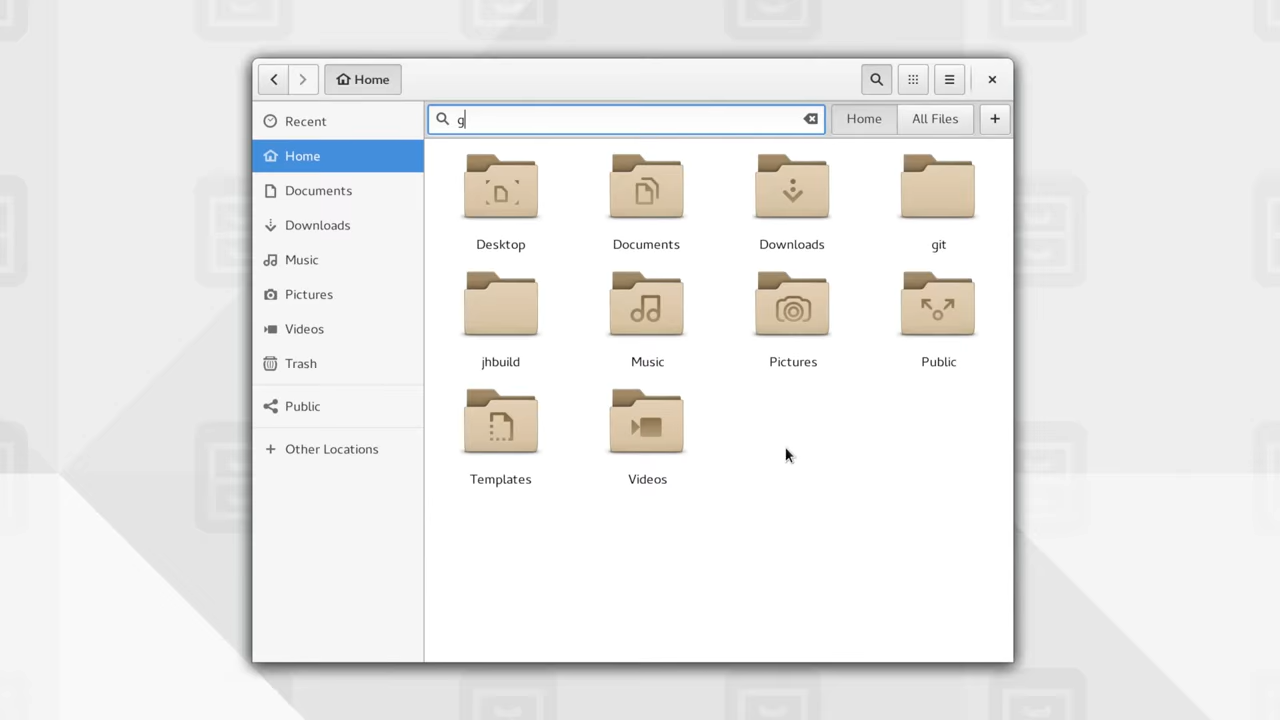 Home
g
Home All Files
Recent
Home
Documents
Downloads
Music
Pictures
Videos
Trash
Public
Other Locations
Desktop Documents Downloads git
jhbuild Music Pictures Public
Templates Videos